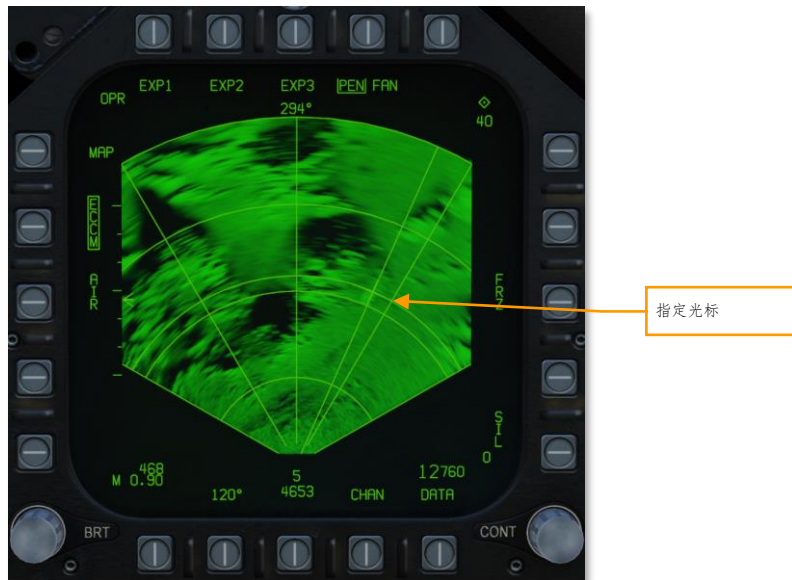 EXP1 EXP2 EXP3 PEN FAN
OPR
294°
40
MAP
ECCM
AIR
FRZ
指定光标
SIL
0
468
M 0.90
5
12760
120°
4653
CHAN
DATA
BRT
CONT